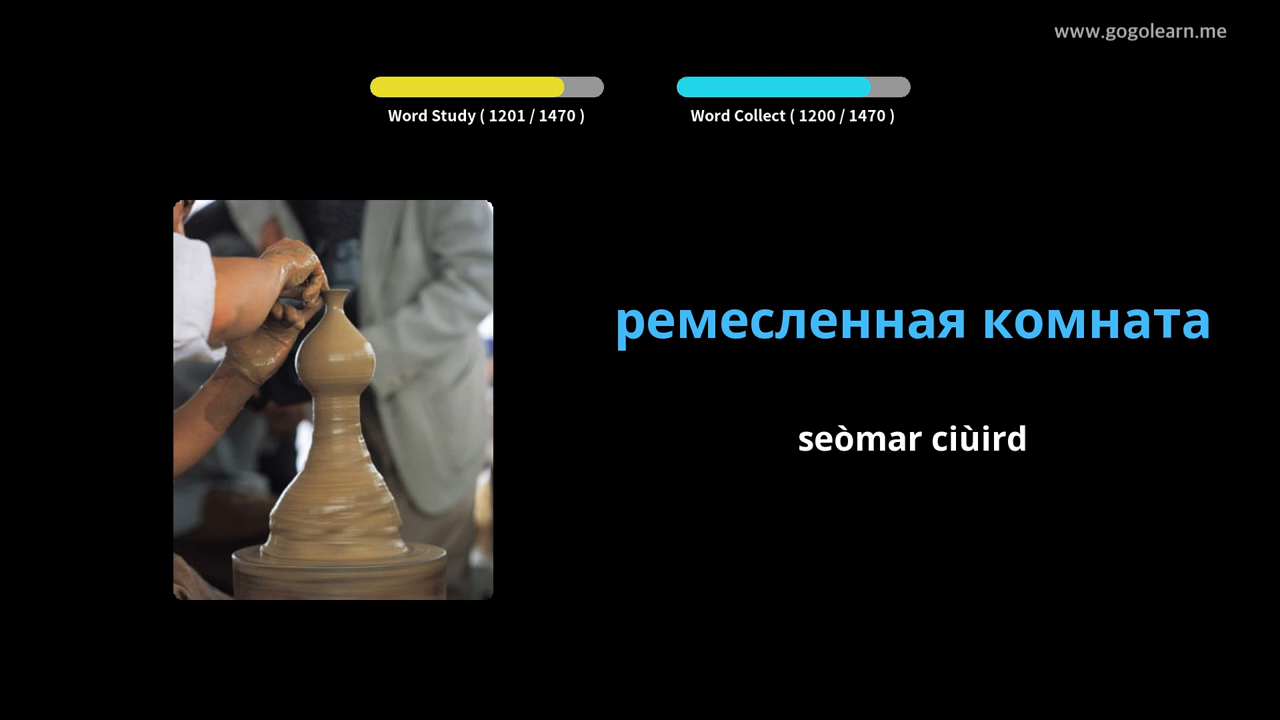 www.gogolearn.me
Word Study ( 1201 / 1470 )
Word Collect ( 1200 / 1470 )
ремесленная комната
seòmar ciùird